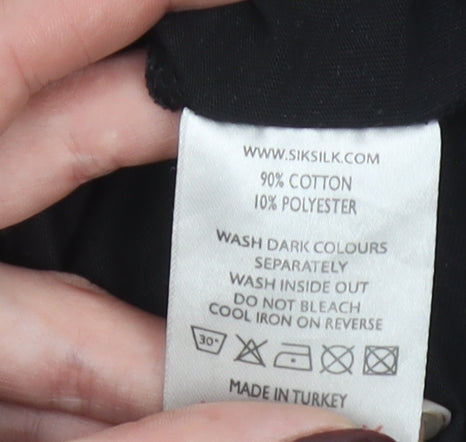 WWW.SIKSILK.COM
90% COTTON
10% POLYESTER
WASH DARK COLOURS
SEPARATELY
WASH INSIDE OUT
DO NOT BLEACH
COOL IRON ON REVERSE
30°
MADE IN TURKEY